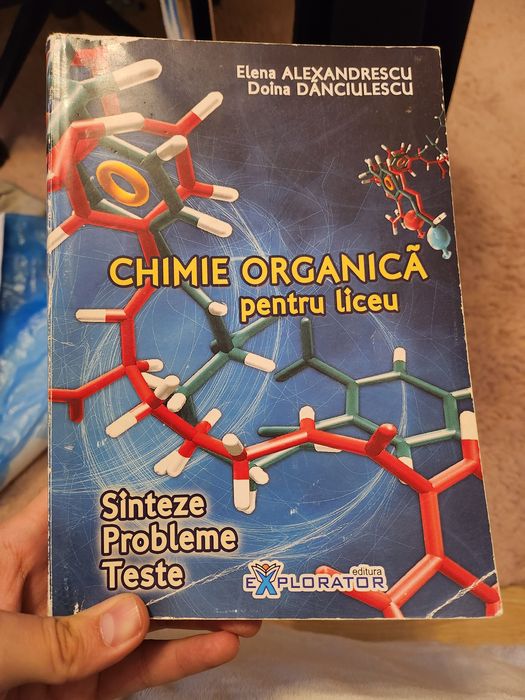 Elena ALEXANDRESCU
Doina DĂNCIULESCU
CHIMIE ORGANICĂ
pentru liceu
Sinteze
Probleme
Teste
editura
EXPLORATOR